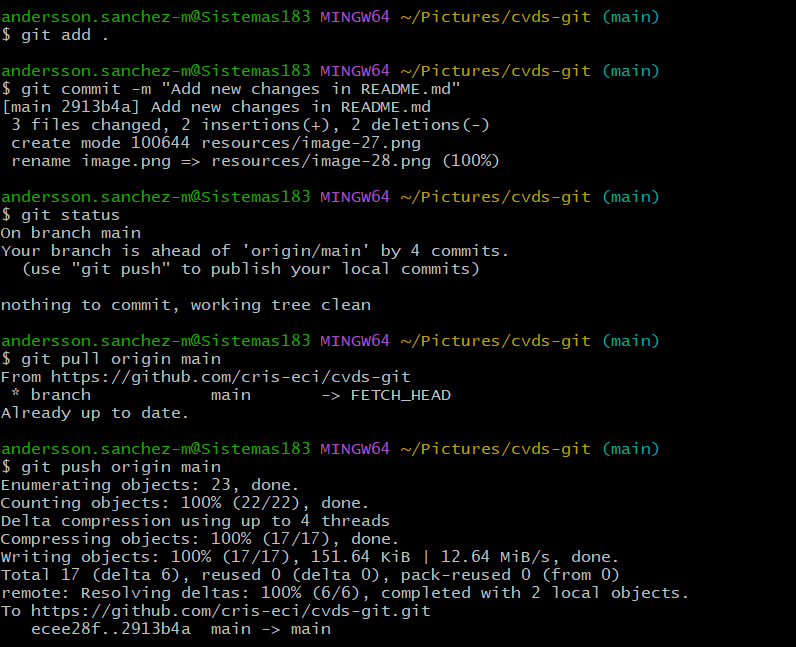 andersson.sanchez-m@Sistemas183 MINGW64 ~/Pictures/cvds-git (main)
$ git add .
andersson.sanchez-m@Sistemas183 MINGW64 ~/Pictures/cvds-git (main)
$ git commit -m "Add new changes in README.md"
[main 2913b4a] Add new changes in README.md
 3 files changed, 2 insertions(+), 2 deletions(-)
 create mode 100644 resources/image-27.png
 rename image.png => resources/image-28.png (100%)
andersson.sanchez-m@Sistemas183 MINGW64 ~/Pictures/cvds-git (main)
$ git status
On branch main
Your branch is ahead of 'origin/main' by 4 commits.
  (use "git push" to publish your local commits)
nothing to commit, working tree clean
andersson.sanchez-m@Sistemas183 MINGW64 ~/Pictures/cvds-git (main)
$ git pull origin main
From https://github.com/cris-eci/cvds-git
 * branch            main       -> FETCH_HEAD
Already up to date.
andersson.sanchez-m@Sistemas183 MINGW64 ~/Pictures/cvds-git (main)
$ git push origin main
Enumerating objects: 23, done.
Counting objects: 100% (22/22), done.
Delta compression using up to 4 threads
Compressing objects: 100% (17/17), done.
Writing objects: 100% (17/17), 151.64 KiB | 12.64 MiB/s, done.
Total 17 (delta 6), reused 0 (delta 0), pack-reused 0 (from 0)
remote: Resolving deltas: 100% (6/6), completed with 2 local objects.
To https://github.com/cris-eci/cvds-git.git
   ecee28f..2913b4a  main -> main